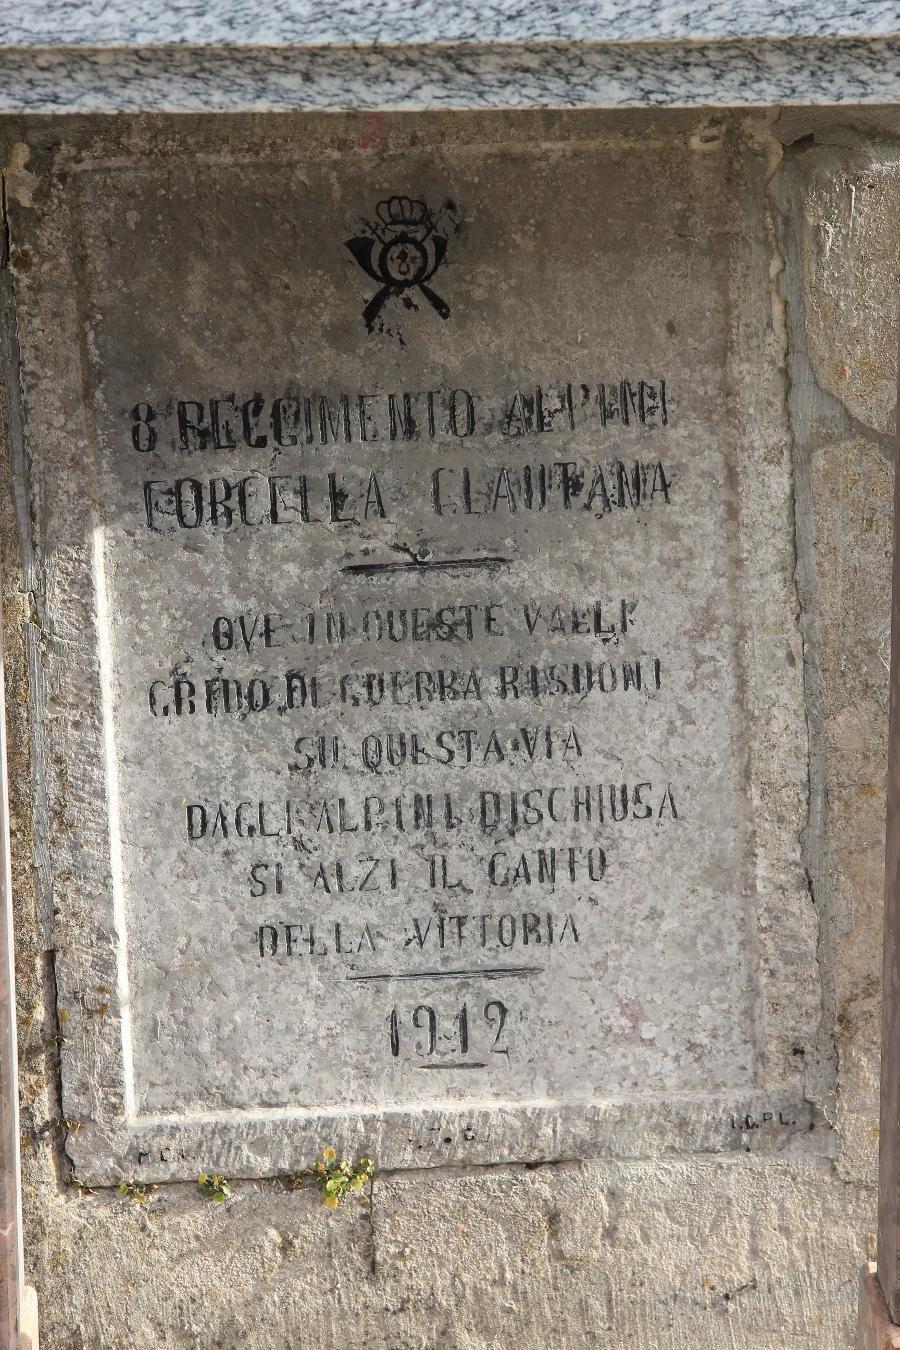 8
8 REGGIMENTO ALPINI
FORCELLA CLAUTANA
OVE IN QUESTE VALLI
GRIDO DI GUERRA RISUONI
SU QUESTA VIA
DAGLI ALPINI DISCHIUSA
SI ALZI IL CANTO
DELLA VITTORIA
1912